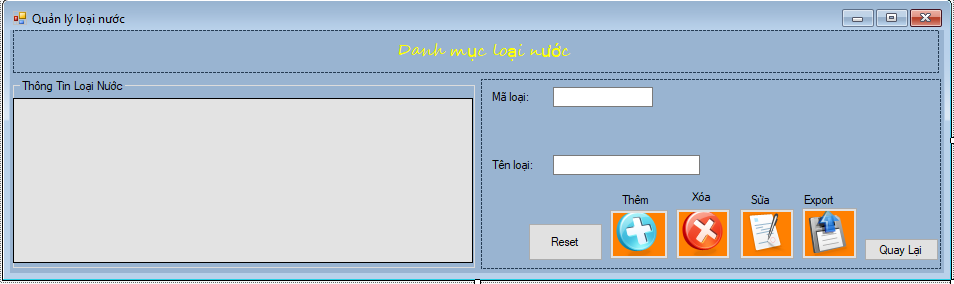 Quản lý loại nước
Danh mục loại nước
Thông Tin Loại Nước
Mã loại:
Tên loại:
Thêm
Xóa
Sửa
Export
Reset
Quay Lại